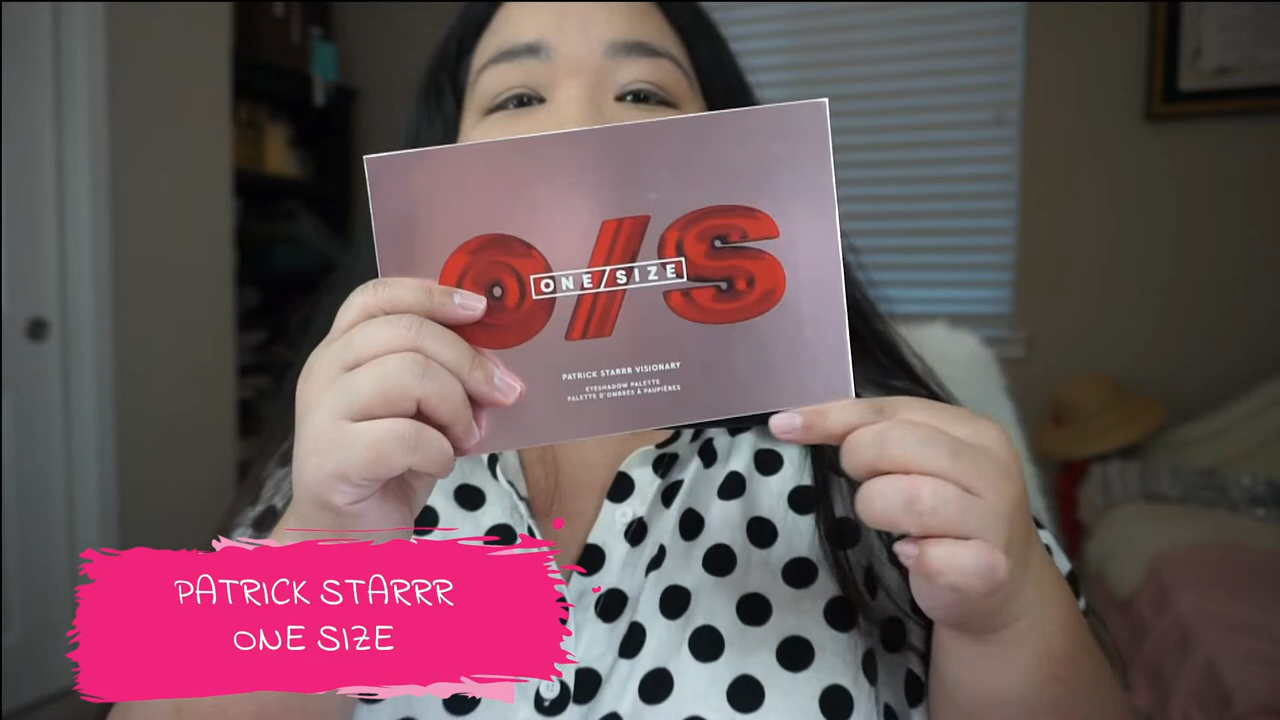 O/S
ONE/SIZE
PATRICK STARRR VISIONARY
EYESHADOW PALETTE
PALETTE D'OMBRES À PAUPIÈRES
PATRICK STARRR
ONE SIZE